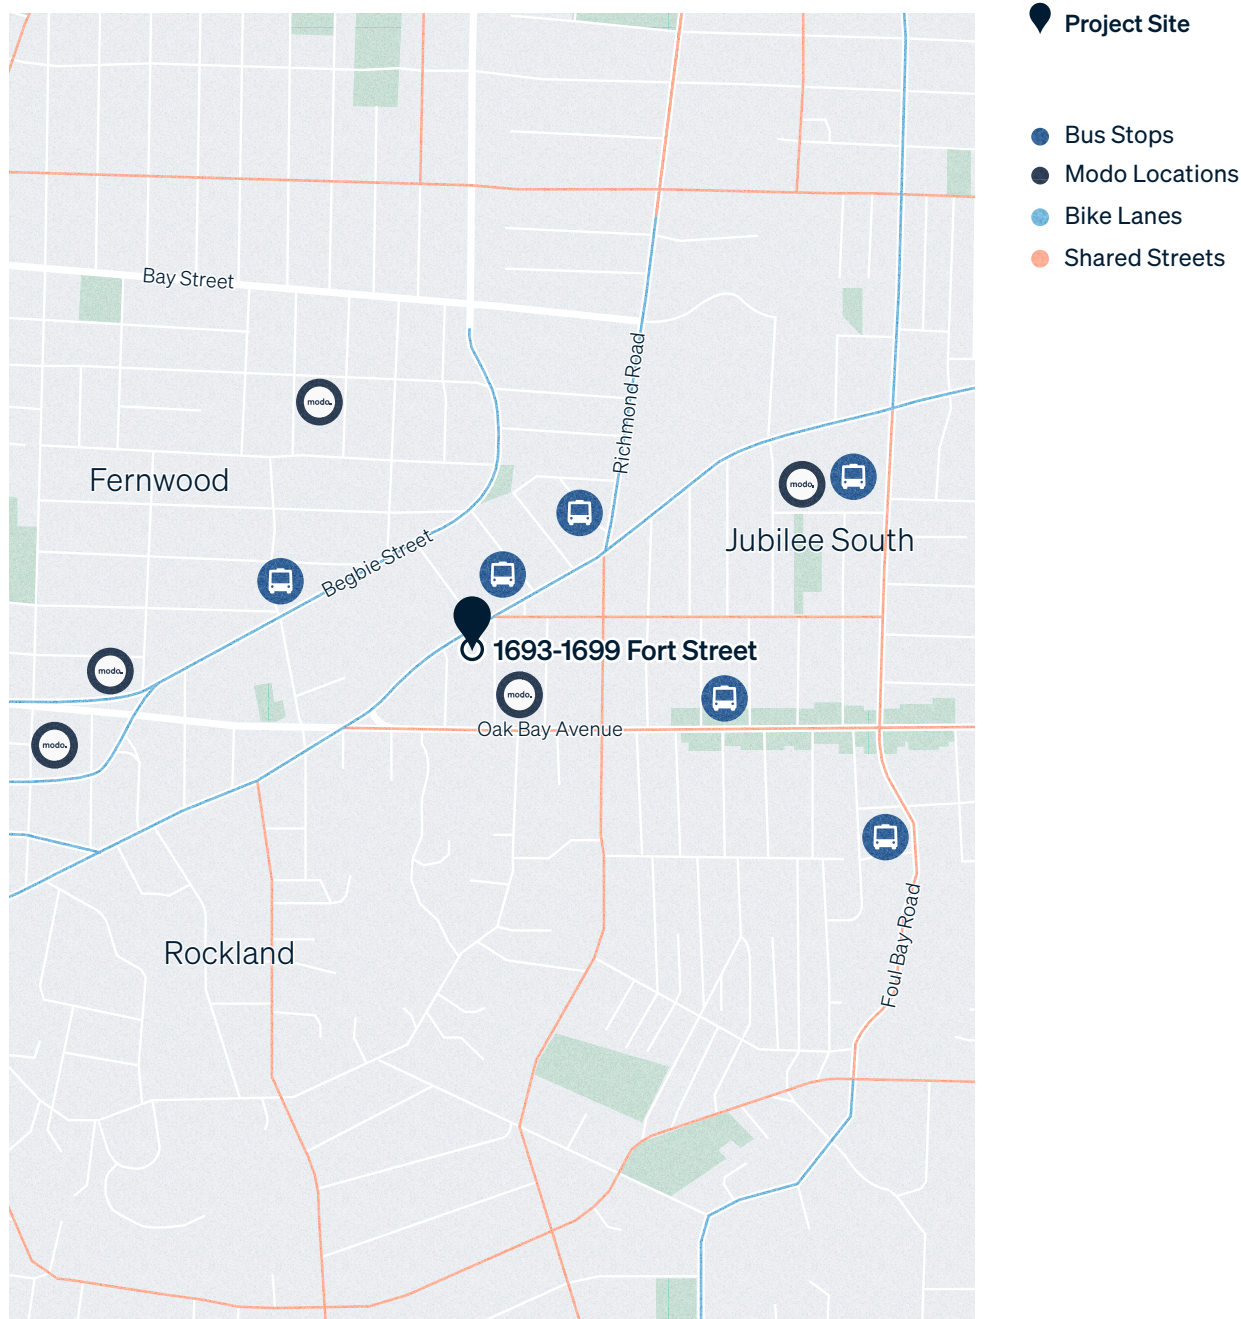 Project Site
Bus Stops
Modo Locations
Bike Lanes
Shared Streets
Bay Street
Richmond Road
modo.
Fernwood
modo.
Jubilee South
Begbie Street
1693-1699 Fort Street
modo.
modo.
Oak Bay Avenue
modo.
Foul Bay Road
Rockland